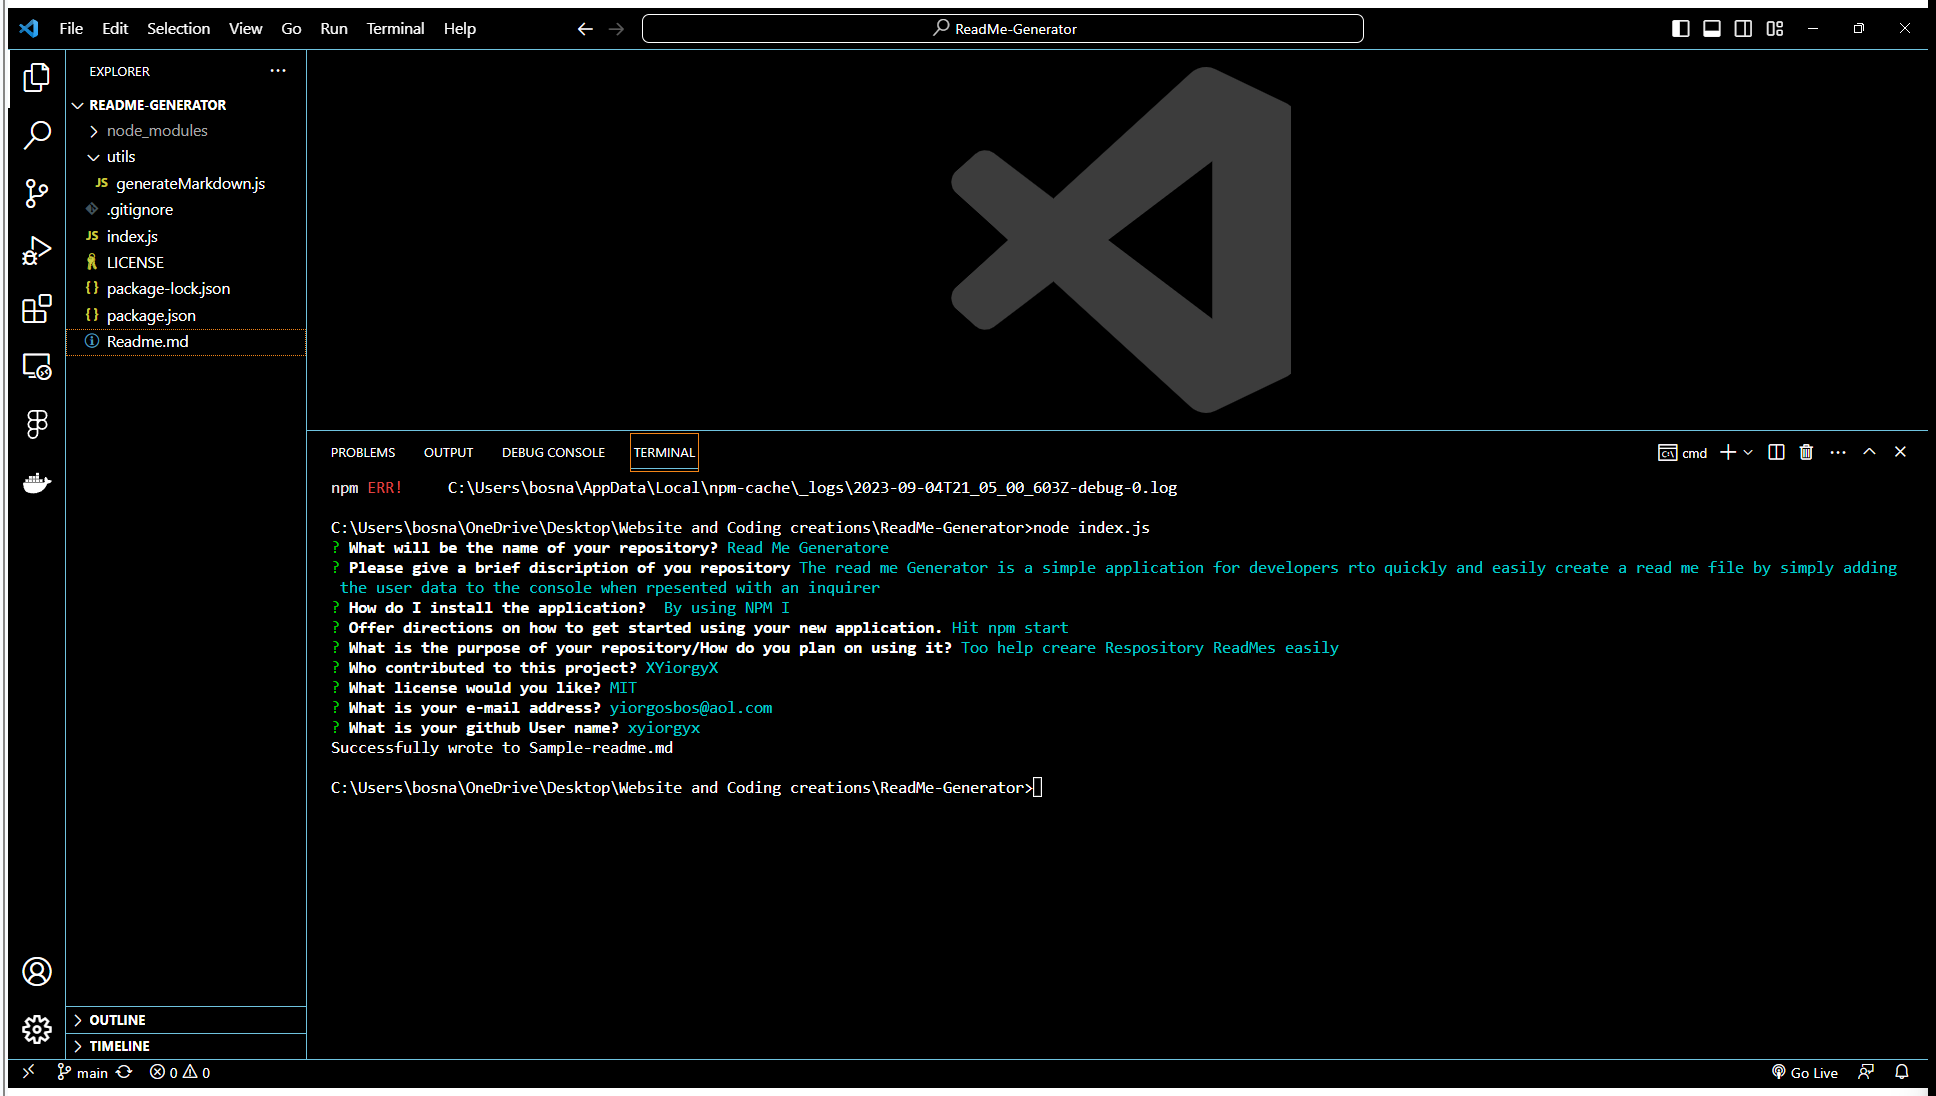 File Edit Selection View Go Run Terminal Help
ReadMe-Generator
EXPLORER
README-GENERATOR
node_modules
utils
JS generateMarkdown.js
.gitignore
JS index.js
LICENSE
{} package-lock.json
{} package.json
Readme.md
PROBLEMS OUTPUT DEBUG CONSOLE TERMINAL
cmd
npm ERR! C:\Users\bosna\AppData\Local\npm-cache\_logs\2023-09-04T21_05_00_603Z-debug-0.log
C:\Users\bosna\OneDrive\Desktop\Website and Coding creations\ReadMe-Generator>node index.js
? What will be the name of your repository? Read Me Generatore
? Please give a brief discription of you repository The read me Generator is a simple application for developers rto quickly and easily create a read me file by simply adding
the user data to the console when rpesented with an inquirer
? How do I install the application? By using NPM I
? Offer directions on how to get started using your new application. Hit npm start
? What is the purpose of your repository/How do you plan on using it? Too help creare Respository ReadMes easily
? Who contributed to this project? XYiorgyX
? What license would you like? MIT
? What is your e-mail address? yiorgosbos@aol.com
? What is your github User name? xyiorgyx
Successfully wrote to Sample-readme.md
C:\Users\bosna\OneDrive\Desktop\Website and Coding creations\ReadMe-Generator>
OUTLINE
TIMELINE
main 0 0
Go Live